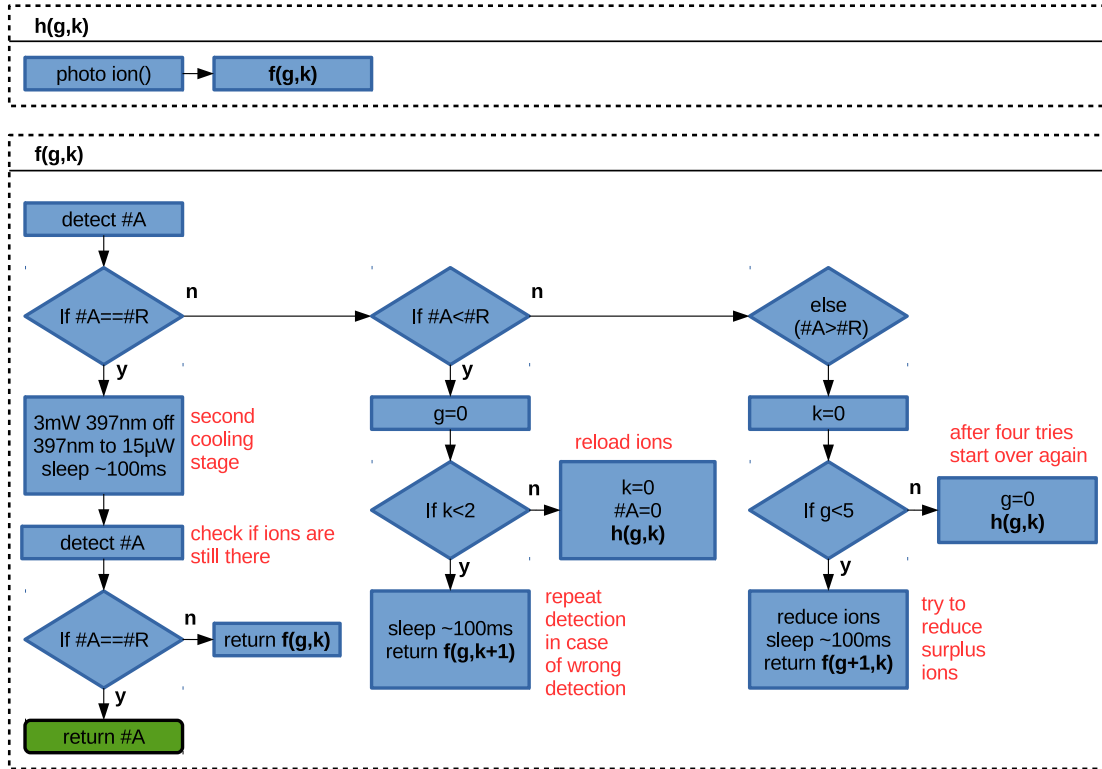 h(g,k)
photo ion()
f(g,k)
f(g,k)
detect #A
If #A==#R
n
y
3mW 397nm off
397nm to 15µW
sleep ~100ms
second
cooling
stage
detect #A
check if ions are
still there
If #A==#R
n
return f(g,k)
y
return #A
If #A<#R
n
y
g=0
If k<2
n
reload ions
k=0
#A=0
h(g,k)
y
sleep ~100ms
return f(g,k+1)
repeat
detection
in case
of wrong
detection
else
(#A>#R)
k=0
If g<5
n
after four tries
start over again
g=0
h(g,k)
y
reduce ions
sleep ~100ms
return f(g+1,k)
try to
reduce
surplus
ions